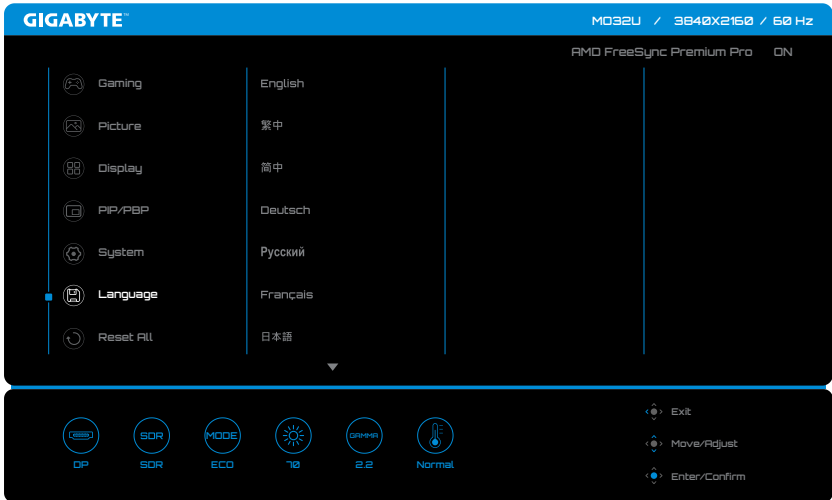 GIGABYTE™
MD32U / 3840X2160 / 60 Hz
AMD FreeSync Premium Pro ON
Gaming
English
Picture
繁中
Display
简中
PIP/PBP
Deutsch
System
Русский
Language
Français
Reset All
日本語
Exit
SDR
MODE
GAMMA
Move/Adjust
DP
SDR
ECO
70
2.2
Normal
Enter/Confirm